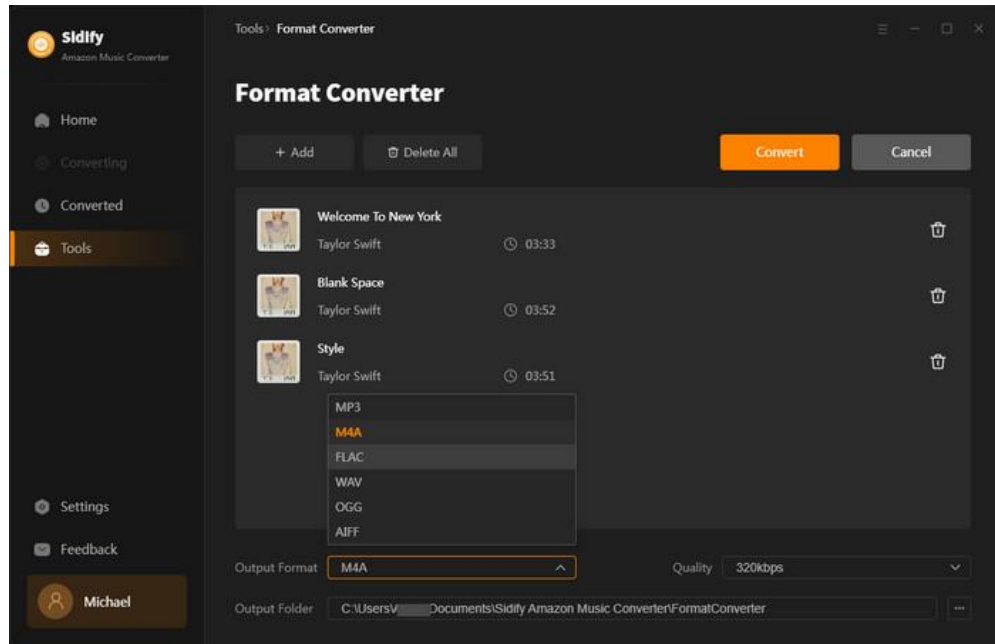 Sidify
Amazon Music Converter
Home
Converting
Converted
Tools
Settings
Feedback
Michael
Tools› Format Converter
Format Converter
+ Add
Delete All
Convert
Cancel
Welcome To New York
Taylor Swift 03:33
Blank Space
Taylor Swift 03:52
Style
Taylor Swift 03:51
MP3
M4A
FLAC
WAV
OGG
AIFF
Output Format M4A Quality 320kbps
Output Folder C:\Users\ Documents\Sidify Amazon Music Converter\FormatConverter ...